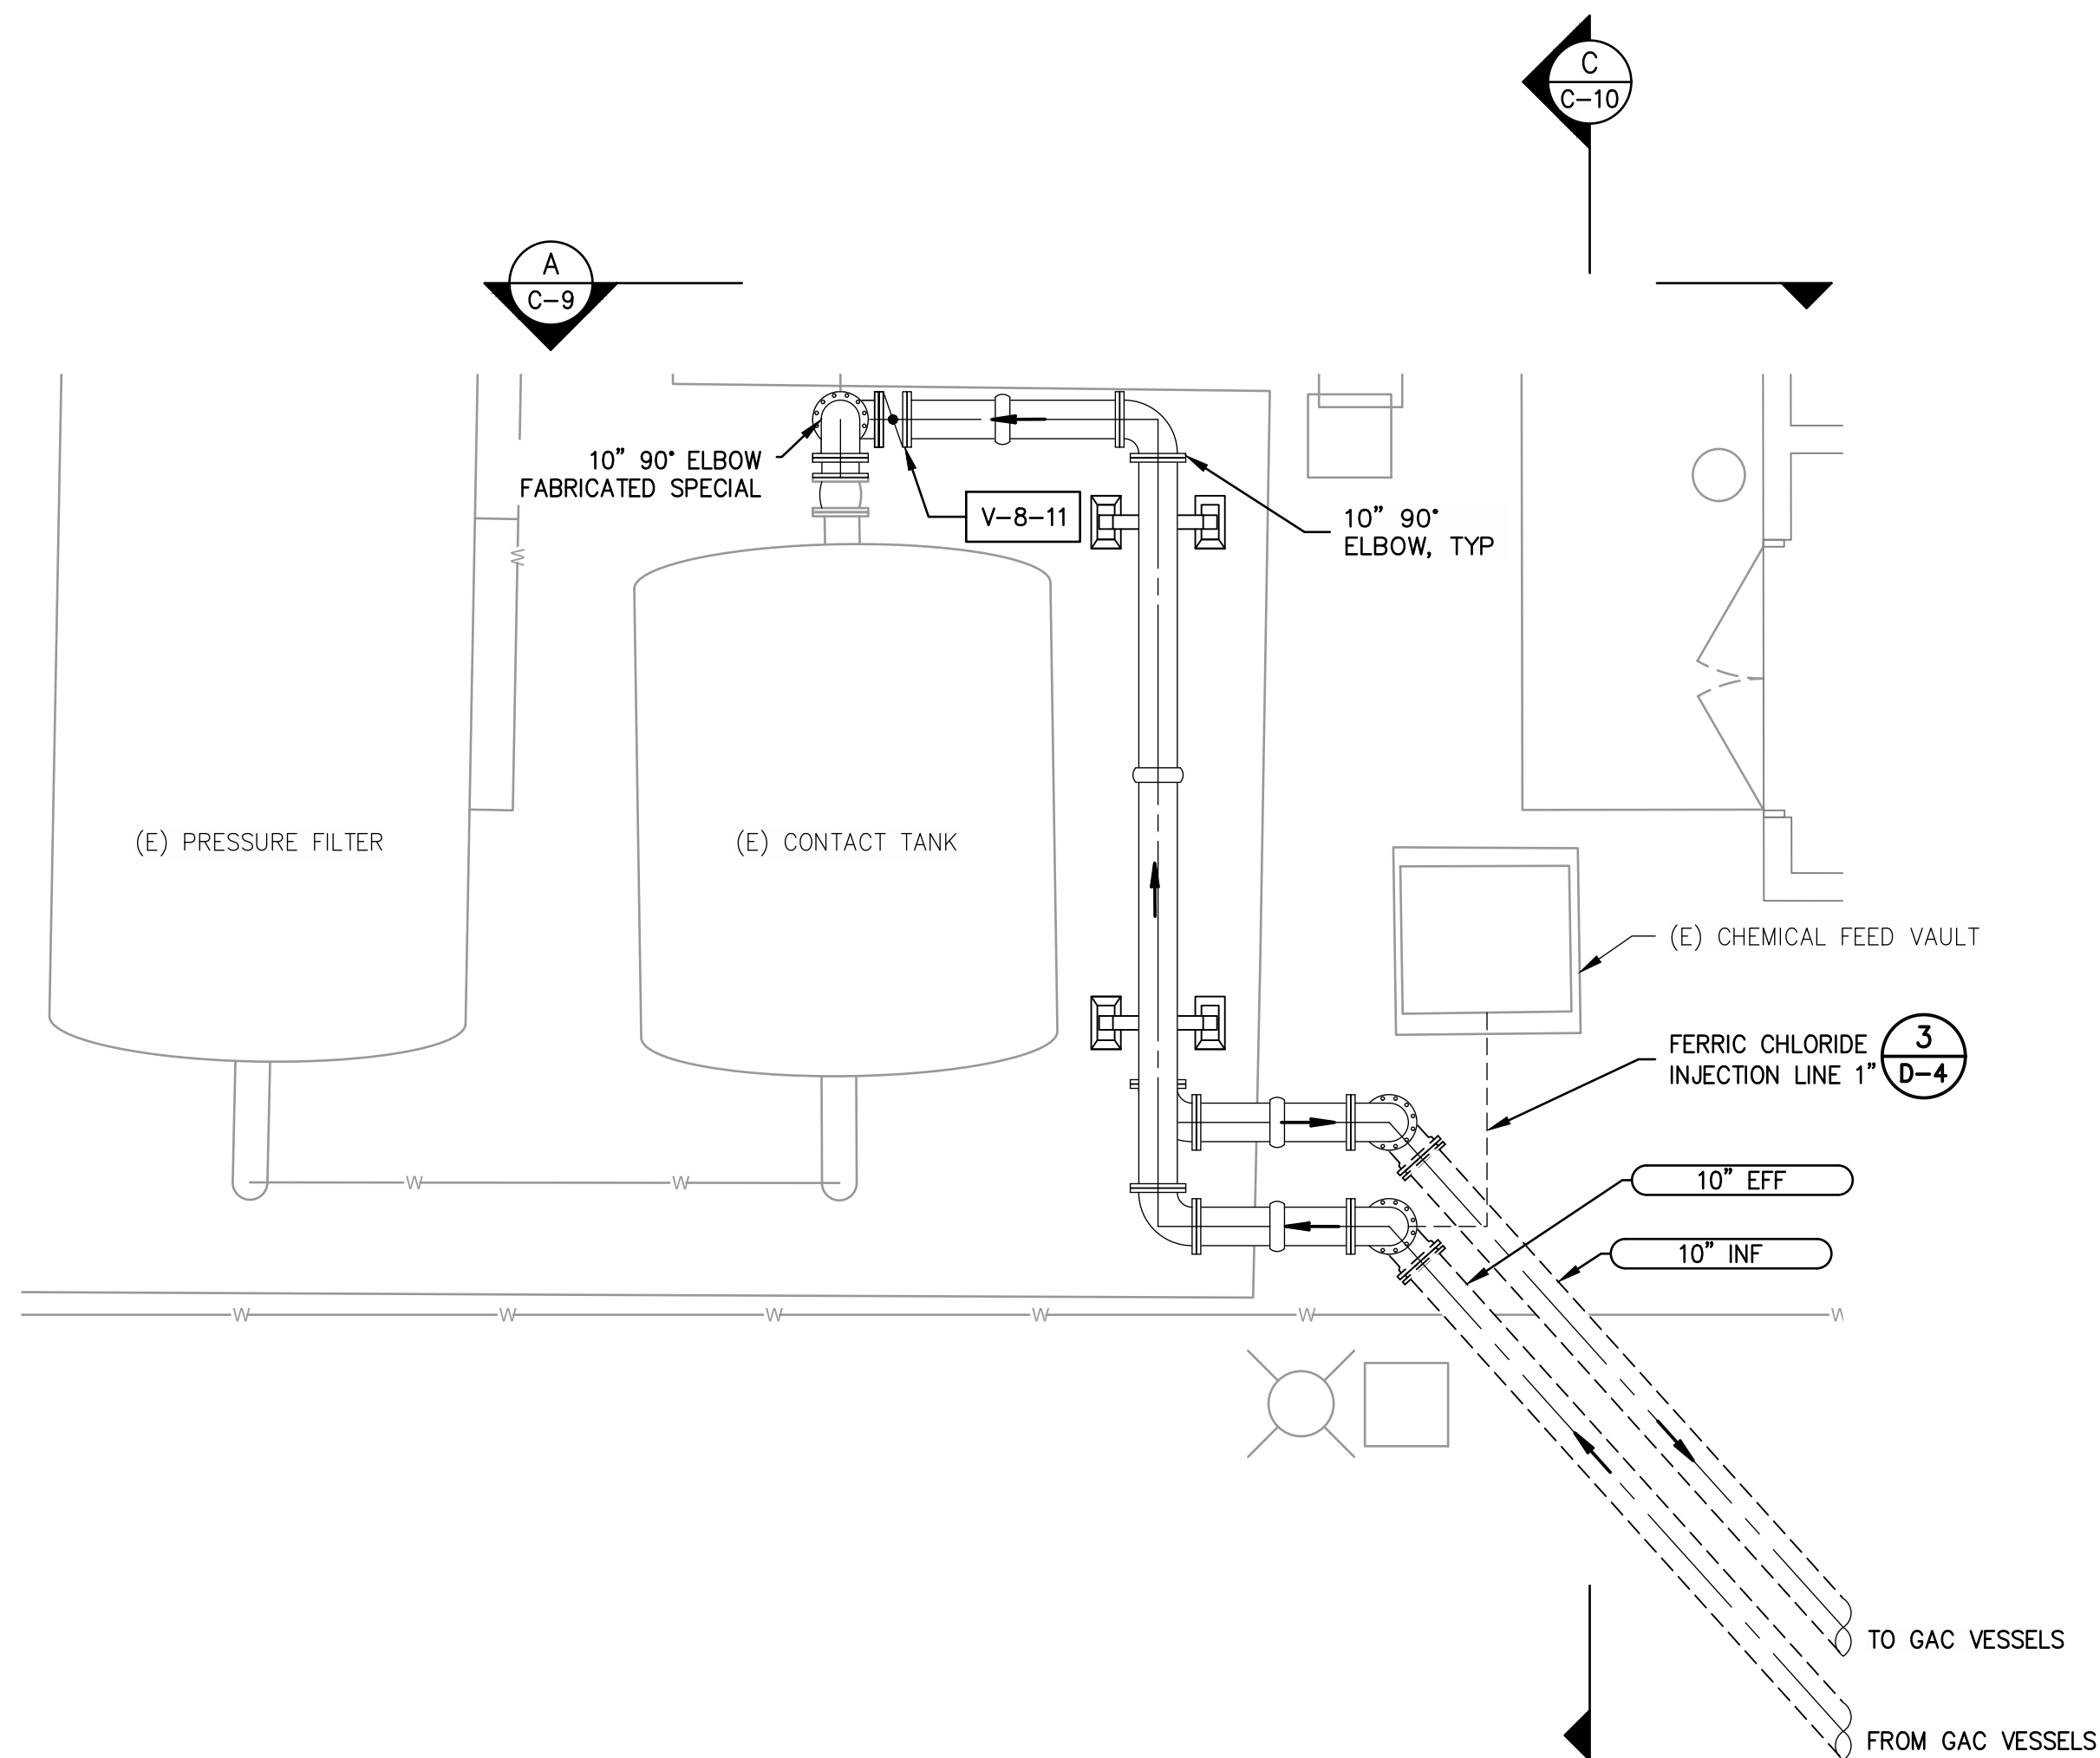 C
C-10
A
C-9
10" 90° ELBOW
FABRICATED SPECIAL
V-8-11
10" 90°
ELBOW, TYP
W
(E) PRESSURE FILTER
(E) CONTACT TANK
(E) CHEMICAL FEED VAULT
FERRIC CHLORIDE
INJECTION LINE 1"
3
D-4
W
W
10" EFF
10" INF
W
W
W
W
W
W
TO GAC VESSELS
FROM GAC VESSELS